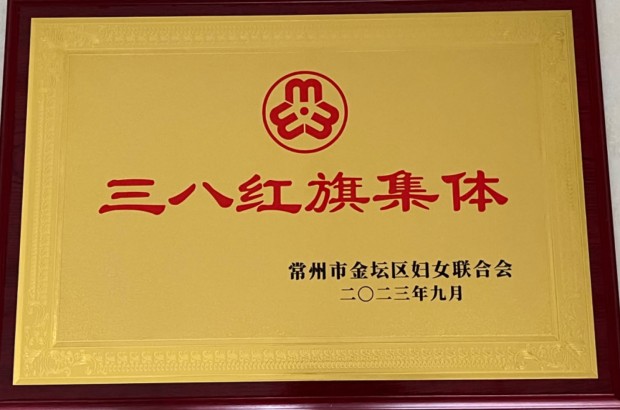 三八红旗集体
常州市金坛区妇女联合会
二〇二三年九月